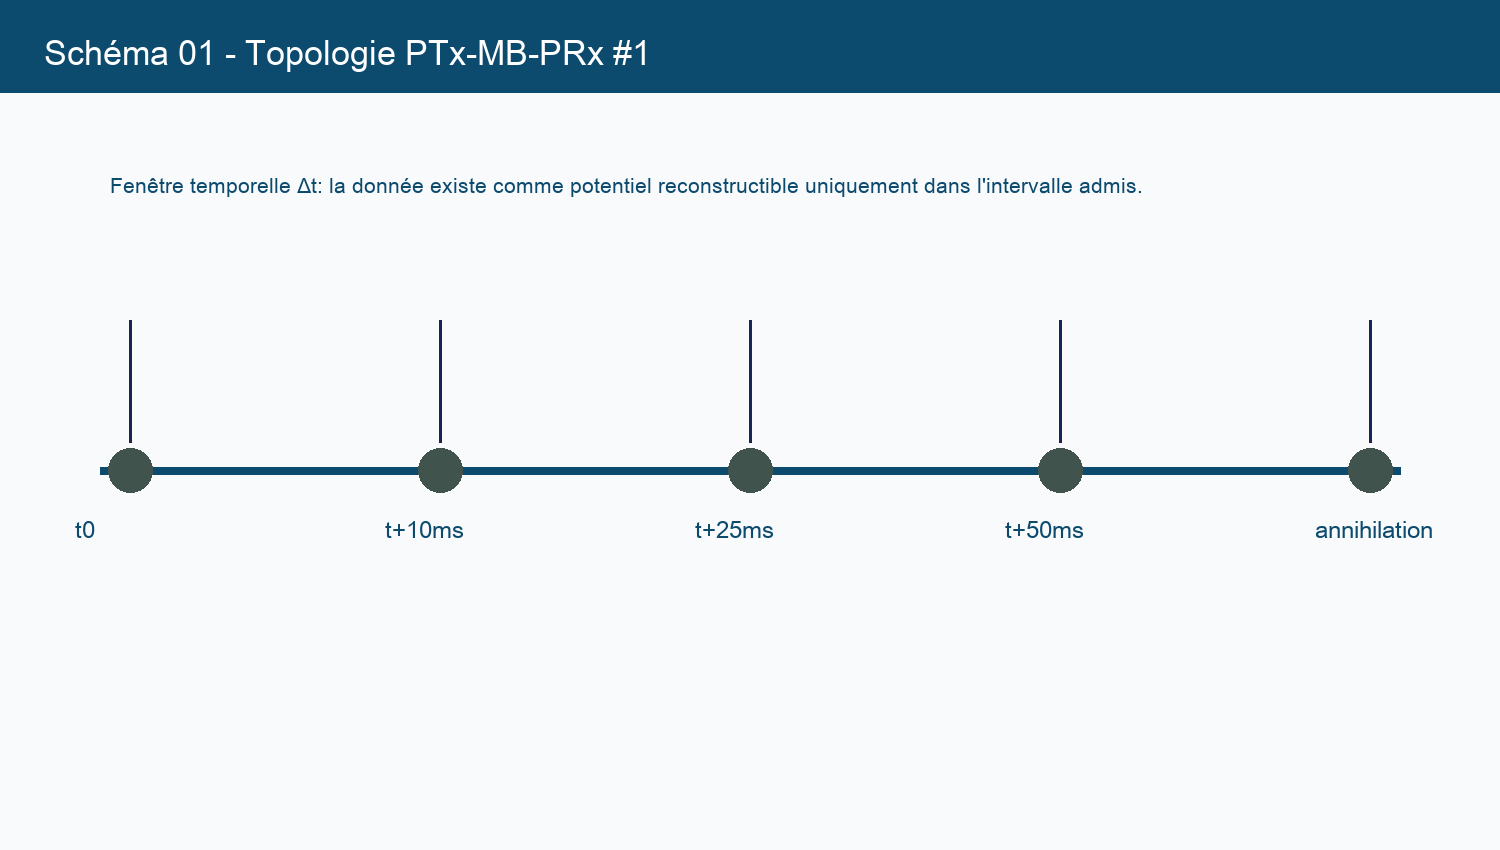 Schéma 01 - Topologie PTx-MB-PRx #1
Fenêtre temporelle Δt: la donnée existe comme potentiel reconstructible uniquement dans l'intervalle admis.
t0
t+10ms
t+25ms
t+50ms
annihilation